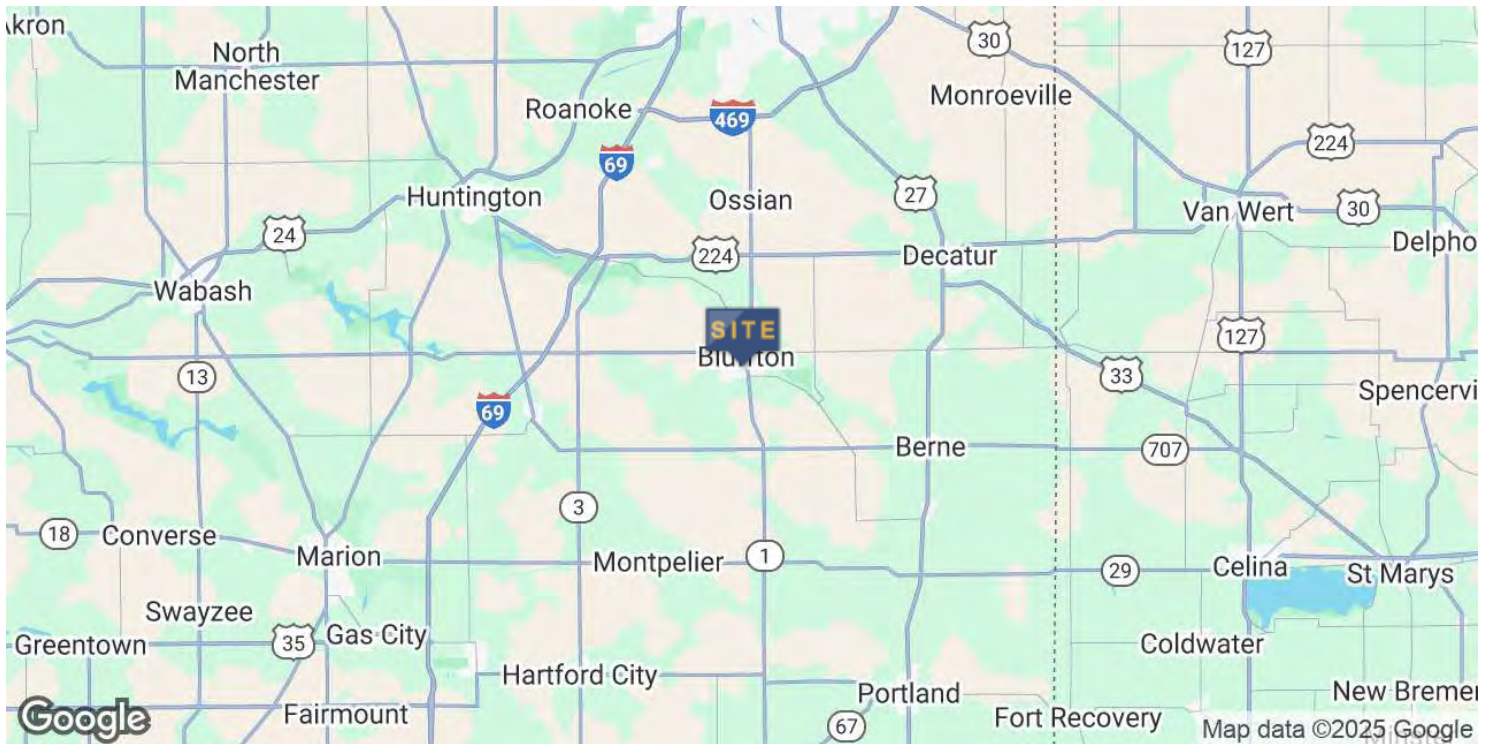 Akron
30
127
North
Manchester
Monroeville
Roanoke
469
224
69
Huntington
Ossian
27
Van Wert
30
24
224
Decatur
Delpho
Wabash
SITE
Bluffton
127
13
33
Spencervi
69
Berne
707
3
18
Converse
Marion
Montpelier
1
29
Celina
St Marys
Swayzee
Greentown
35
Gas City
Coldwater
Hartford City
Portland
New Bremen
Google
Fairmount
67
Fort Recovery
Map data ©2025 Google